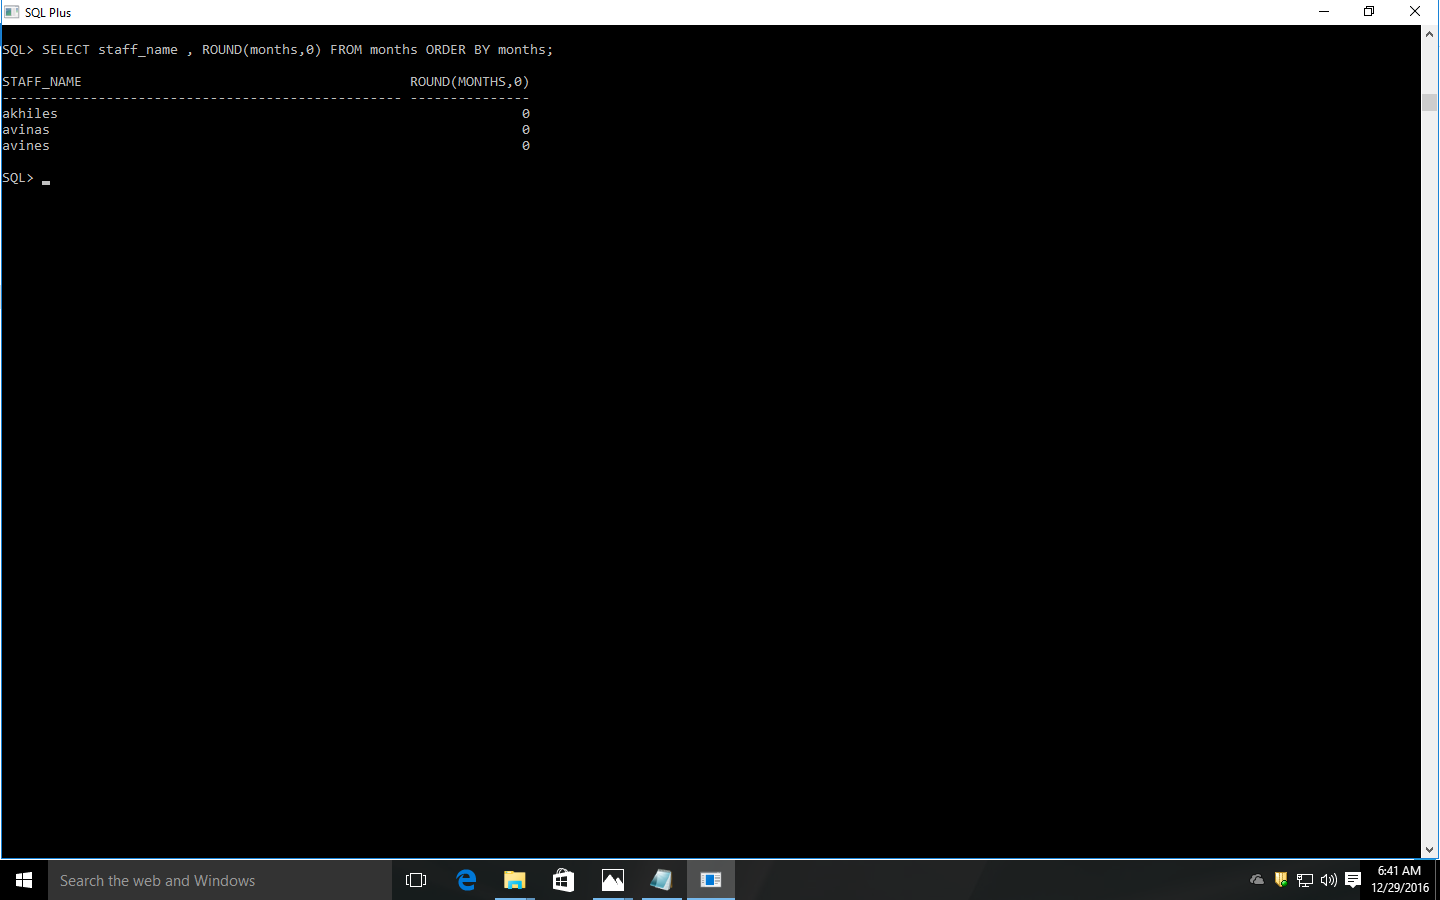 SQL Plus
SQL> SELECT staff_name , ROUND(months,0) FROM months ORDER BY months;
STAFF_NAME ROUND(MONTHS,0)
-------------------------------------------------- ---------------
akhiles 0
avinas 0
avines 0
SQL> _
Search the web and Windows
6:41 AM
12/29/2016